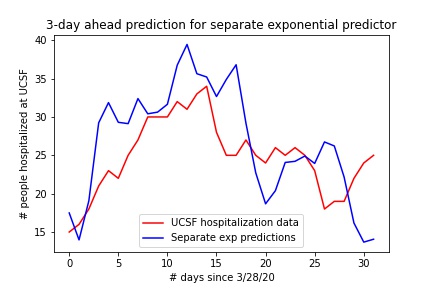 3-day ahead prediction for separate exponential predictor
# people hospitalized at UCSF
40
35
30
25
20
15
UCSF hospitalization data
Separate exp predictions
0 5 10 15 20 25 30
# days since 3/28/20